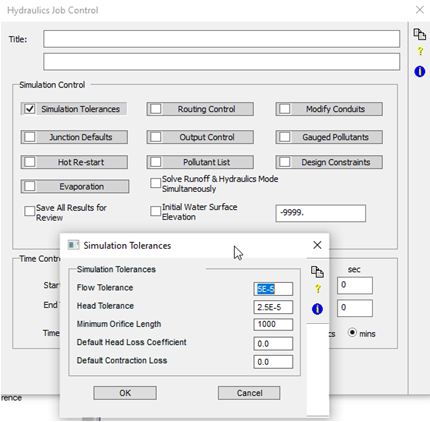 Hydraulics Job Control
Title:
Simulation Control
Simulation Tolerances Routing Control Modify Conduits
Junction Defaults Output Control Gauged Pollutants
Hot Re-start Pollutant List Design Constraints
Evaporation Solve Runoff & Hydraulics Mode Simultaneously
Save All Results for Review Initial Water Surface Elevation -9999.
Time Contro
sec
Start 0
End T 0
Time cs mins
Simulation Tolerances
Simulation Tolerances
Flow Tolerance 5E-5
Head Tolerance 2.5E-5
Minimum Orifice Length 1000
Default Head Loss Coefficient 0.0
Default Contraction Loss 0.0
OK Cancel
rence